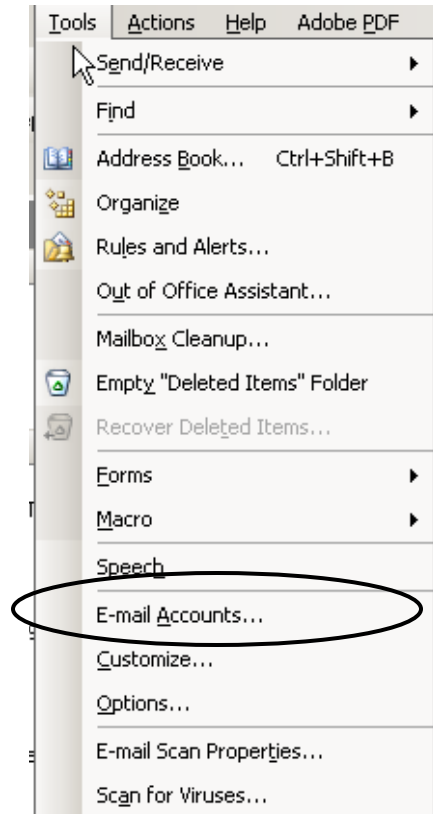 Tools Actions Help Adobe PDF
Send/Receive
Find
Address Book... Ctrl+Shift+B
Organize
Rules and Alerts...
Out of Office Assistant...
Mailbox Cleanup...
Empty "Deleted Items" Folder
Recover Deleted Items...
Forms
Macro
Speech
E-mail Accounts...
Customize...
Options...
E-mail Scan Properties...
Scan for Viruses...